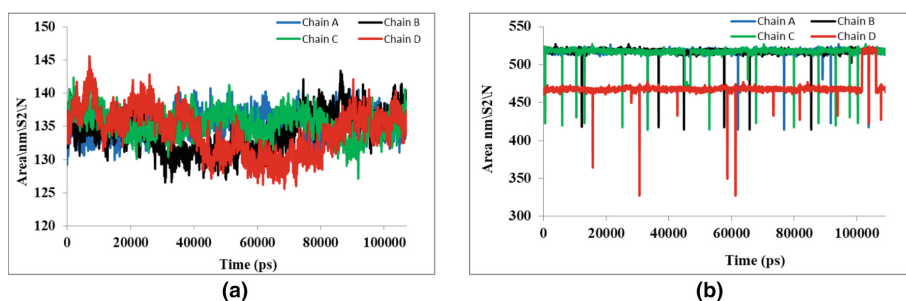 Chain A Chain B
Chain C Chain D
Area\nm\S2\N
150
145
140
135
130
125
120
0 20000 40000 60000 80000 100000
Time (ps)
(a)
Chain A Chain B
Chain C Chain D
Area nm\S2\N
550
500
450
400
350
300
0 20000 40000 60000 80000 100000
Time (ps)
(b)